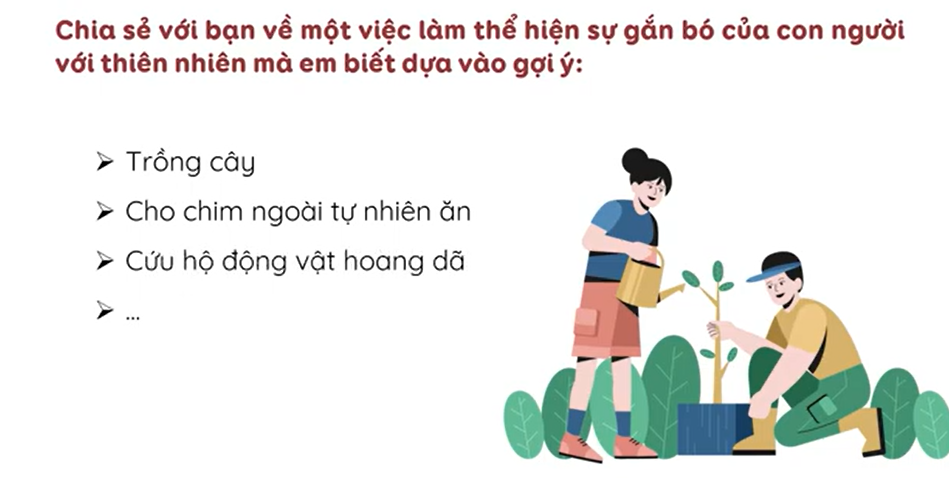 Chia sẻ với bạn về một việc làm thể hiện sự gắn bó của con người
với thiên nhiên mà em biết dựa vào gợi ý:
➢ Trồng cây
➢ Cho chim ngoài tự nhiên ăn
➢ Cứu hộ động vật hoang dã
➢ ...